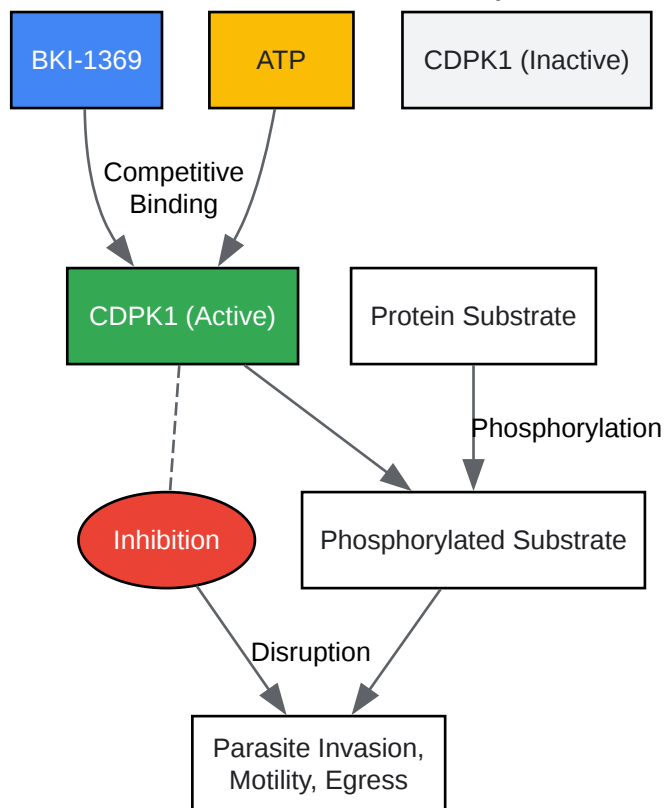 BKI-1369
ATP
CDPK1 (Inactive)
Competitive
Binding
CDPK1 (Active)
Protein Substrate
Phosphorylation
Inhibition
Phosphorylated Substrate
Disruption
Parasite Invasion,
Motility, Egress